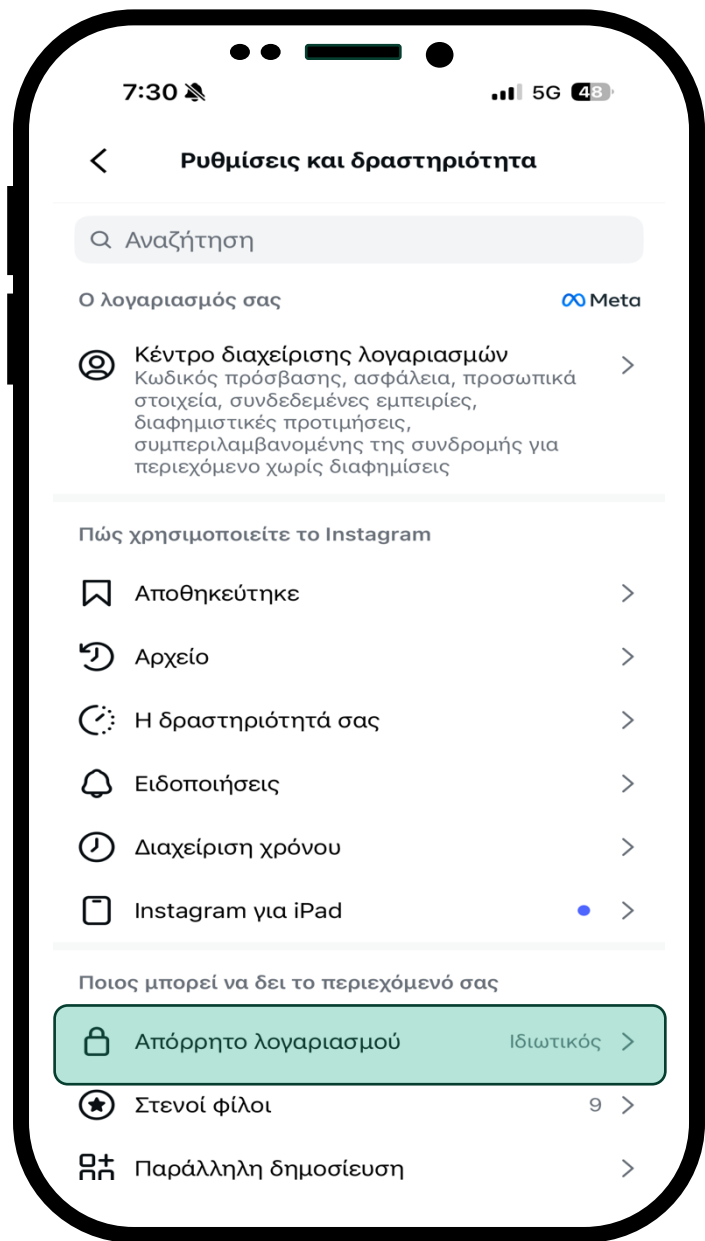 7:30 5G 48
Ρυθμίσεις και δραστηριότητα
Αναζήτηση
Ο λογαριασμός σας Meta
Κέντρο διαχείρισης λογαριασμών
Κωδικός πρόσβασης, ασφάλεια, προσωπικά
στοιχεία, συνδεδεμένες εμπειρίες,
διαφημιστικές προτιμήσεις,
συμπεριλαμβανομένης της συνδρομής για
περιεχόμενο χωρίς διαφημίσεις
Πώς χρησιμοποιείτε το Instagram
Αποθηκεύτηκε
Αρχείο
Η δραστηριότητά σας
Ειδοποιήσεις
Διαχείριση χρόνου
Instagram για iPad
Ποιος μπορεί να δει το περιεχόμενό σας
Απόρρητο λογαριασμού Ιδιωτικός
Στενοί φίλοι 9
Παράλληλη δημοσίευση